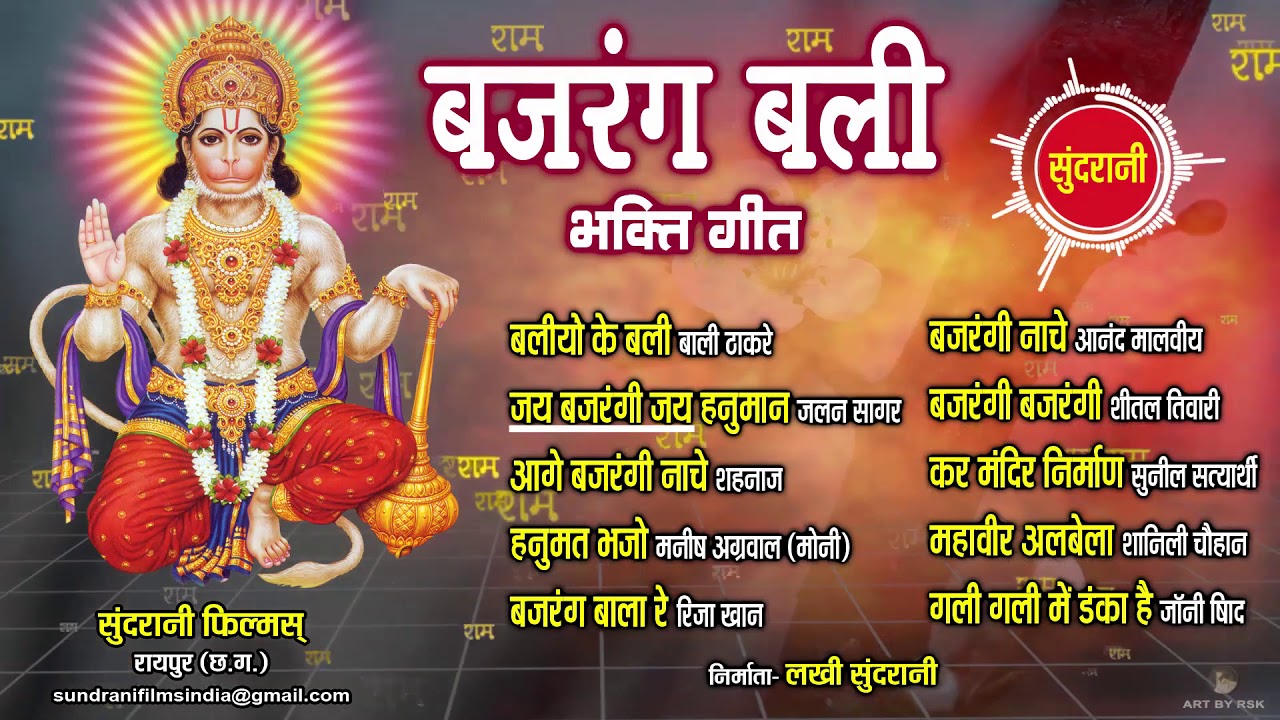 बजरंग बली
भक्ति गीत
सुंदरानी
बलीयो के बली बाली ठाकरे
जय बजरंगी जय हनुमान जलन सागर
आगे बजरंगी नाचे शहनाज
हनुमत भजो मनीष अग्रवाल (मोनी)
बजरंग बाला रे रिजा खान
बजरंगी नाचे आनंद मालवीय
बजरंगी बजरंगी शीतल तिवारी
कर मंदिर निर्माण सुनील सत्यार्थी
महावीर अलबेला शानिली चौहान
गली गली में डंका है जॉनी षिाद
निर्माता- लखी सुंदरानी
सुंदरानी फिल्मस्
रायपुर (छ.ग.)
sundranifilmsindia@gmail.com
राम
राम
राम
राम
राम
राम
राम
राम
राम
राम
ART BY RSK